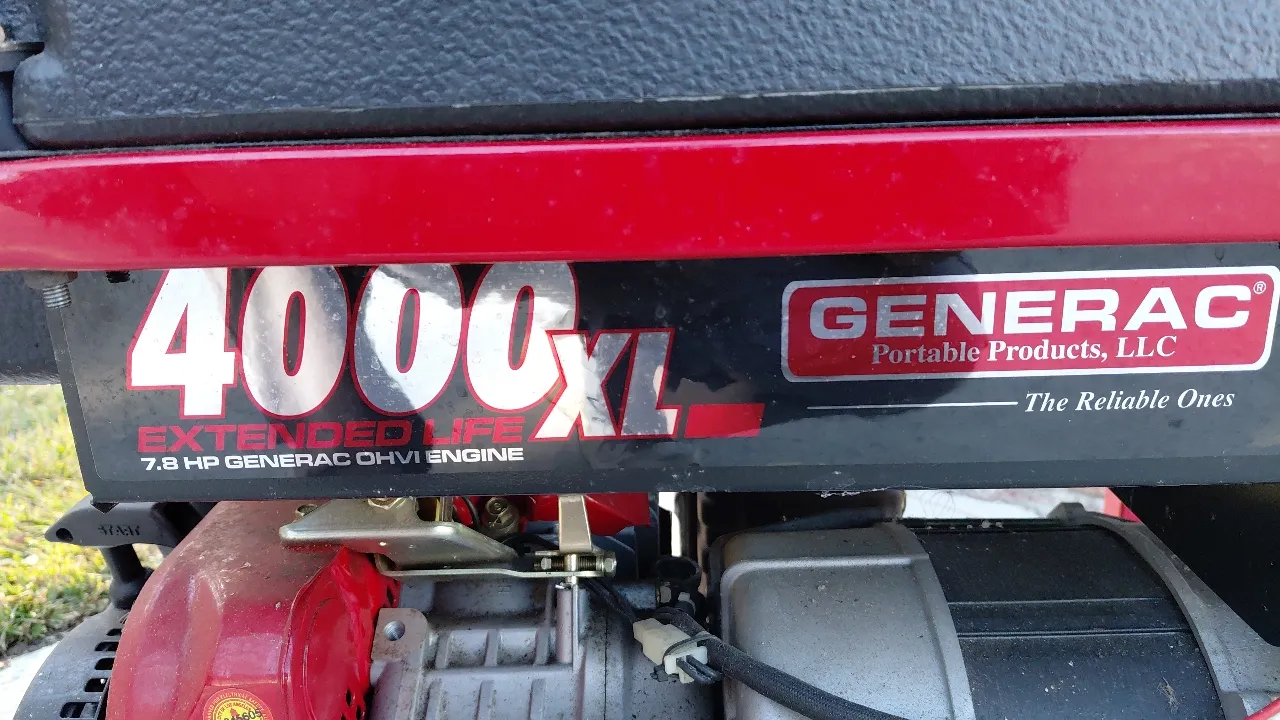 4000XL
EXTENDED LIFE
7.8 HP GENERAC OHVI ENGINE
GENERAC®
Portable Products, LLC
The Reliable Ones